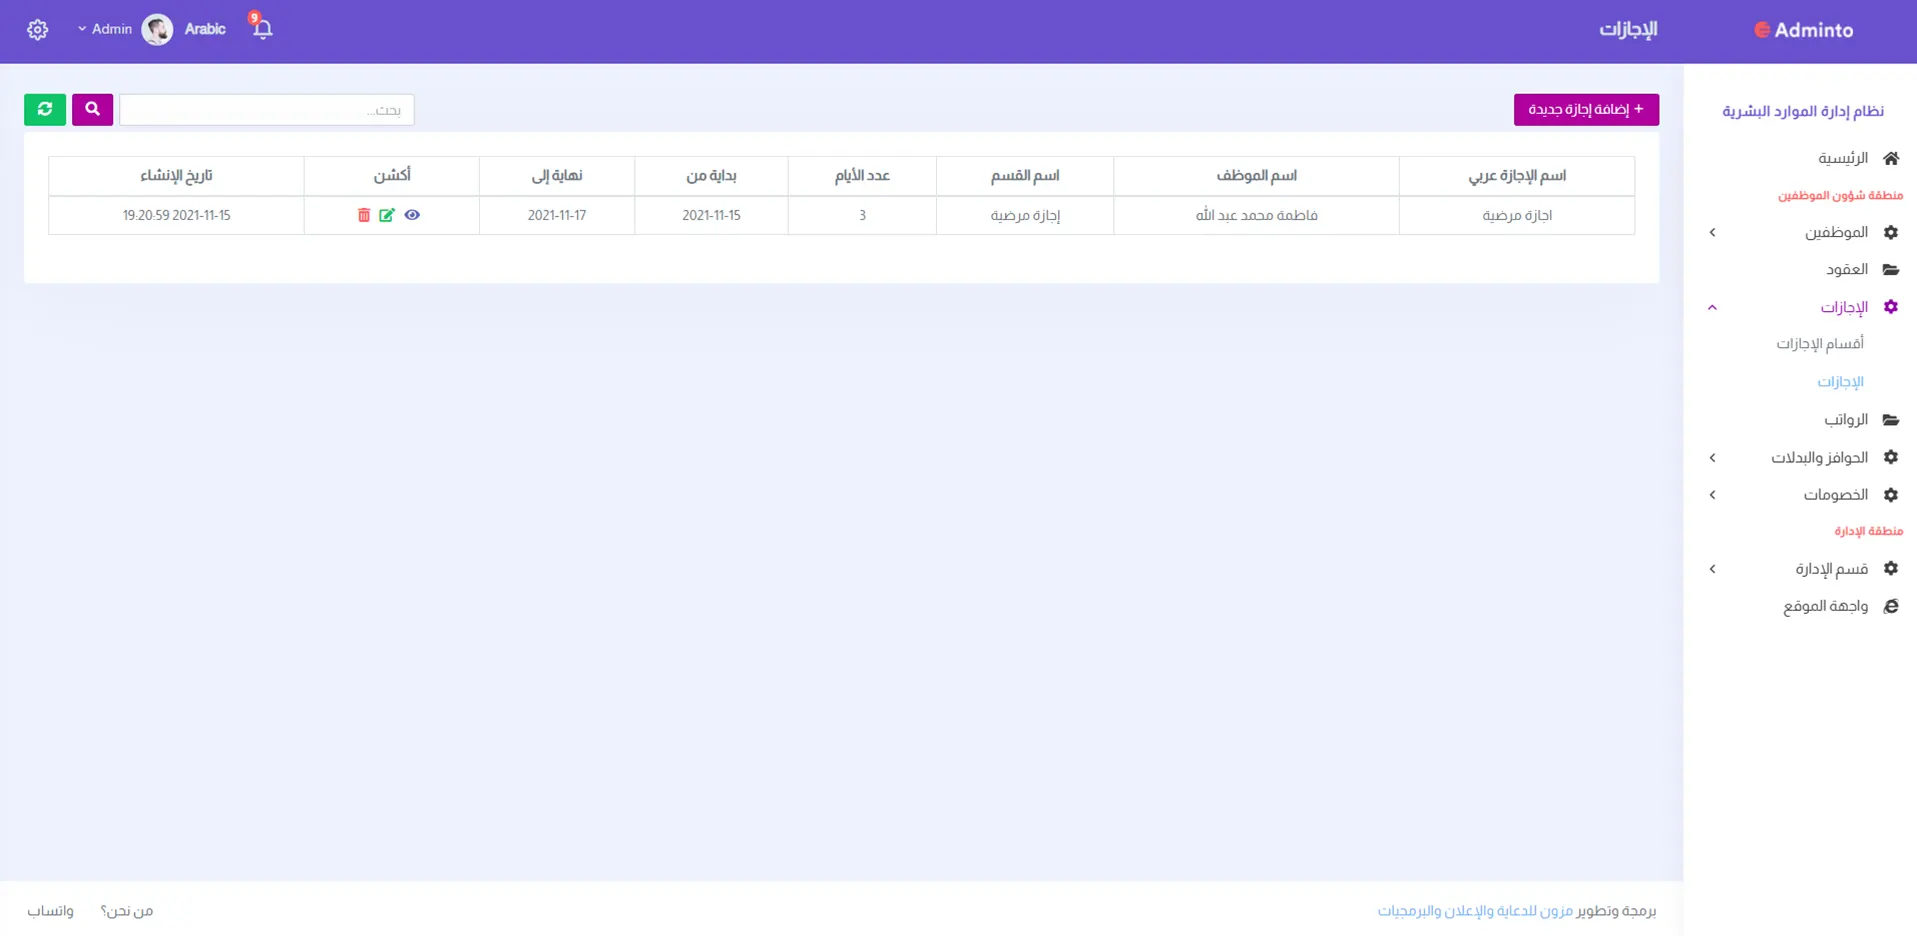 Adminto
الإجازات
9
Arabic
Admin
نظام إدارة الموارد البشرية
الرئيسية
منطقة شؤون الموظفين
الموظفين
العقود
الإجازات
أقسام الإجازات
الإجازات
الرواتب
الحوافز والبدلات
الخصومات
منطقة الإدارة
قسم الإدارة
واجهة الموقع
+ إضافة إجازة جديدة
بحث...
اسم الإجازة عربي اسم الموظف اسم القسم عدد الأيام بداية من نهاية إلى أكشن تاريخ الإنشاء
اجازة مرضية فاطمة محمد عبد الله إجازة مرضية 3 2021-11-15 2021-11-17 2021-11-15 19:20:59
برمجة وتطوير مزون للدعاية والإعلان والبرمجيات
من نحن؟ واتساب